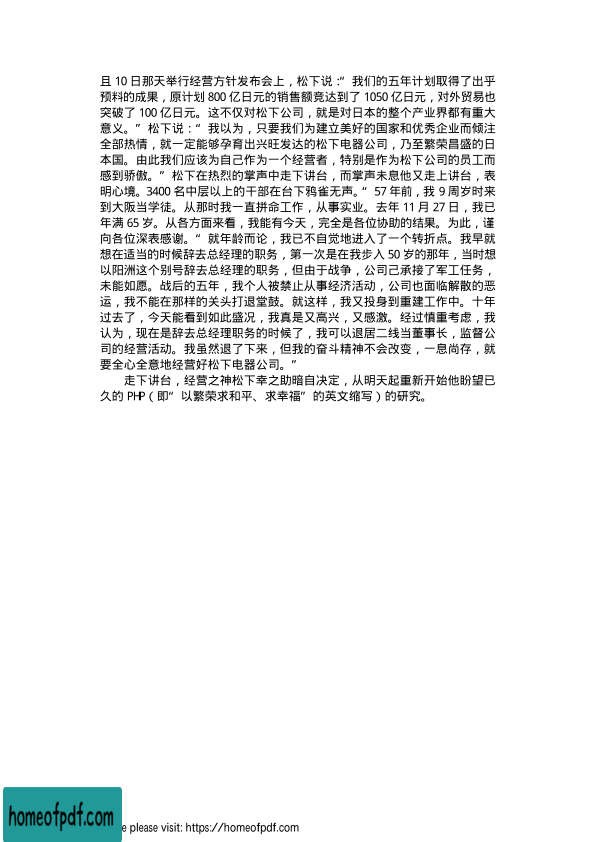 且 10 日那天举行经营方针发布会上，松下说：“我们的五年计划取得了出乎
预料的成果，原计划 800 亿日元的销售额竟达到了 1050 亿日元，对外贸易也
突破了 100 亿日元。这不仅对松下公司，就是对日本的整个产业界都有重大
意义。”松下说：“我以为，只要我们为建立美好的国家和优秀企业而倾注
全部热情，就一定能够孕育出兴旺发达的松下电器公司，乃至繁荣昌盛的日
本国。由此我们应该为自己作为一个经营者，特别是作为松下公司的员工而
感到骄傲。”松下在热烈的掌声中走下讲台，而掌声未息他又走上讲台，表
明心境。3400 名中层以上的干部在台下鸦雀无声。“57 年前，我 9 周岁时来
到大阪当学徒。从那时我一直拼命工作，从事实业。去年 11 月 27 日，我已
年满 65 岁。从各方面来看，我能有今天，完全是各位协助的结果。为此，谨
向各位深表感谢。“就年龄而论，我已不自觉地进入了一个转折点。我早就
想在适当的时候辞去总经理的职务，第一次是在我步入 50 岁的那年，当时想
以阳洲这个别号辞去总经理的职务，但由于战争，公司己承接了军工任务，
未能如愿。战后的五年，我个人被禁止从事经济活动，公司也面临解散的恶
运，我不能在那样的关头打退堂鼓。就这样，我又投身到重建工作中。十年
过去了，今天能看到如此盛况，我真是又高兴，又感激。经过慎重考虑，我
认为，现在是辞去总经理职务的时候了，我可以退居二线当董事长，监督公
司的经营活动。我虽然退了下来，但我的奋斗精神不会改变，一息尚存，就
要全心全意地经营好松下电器公司。”
走下讲台，经营之神松下幸之助暗自决定，从明天起重新开始他盼望已
久的 PHP（即“以繁荣求和平、求幸福”的英文缩写）的研究。
homeofpdf.com
please visit: https://homeofpdf.com